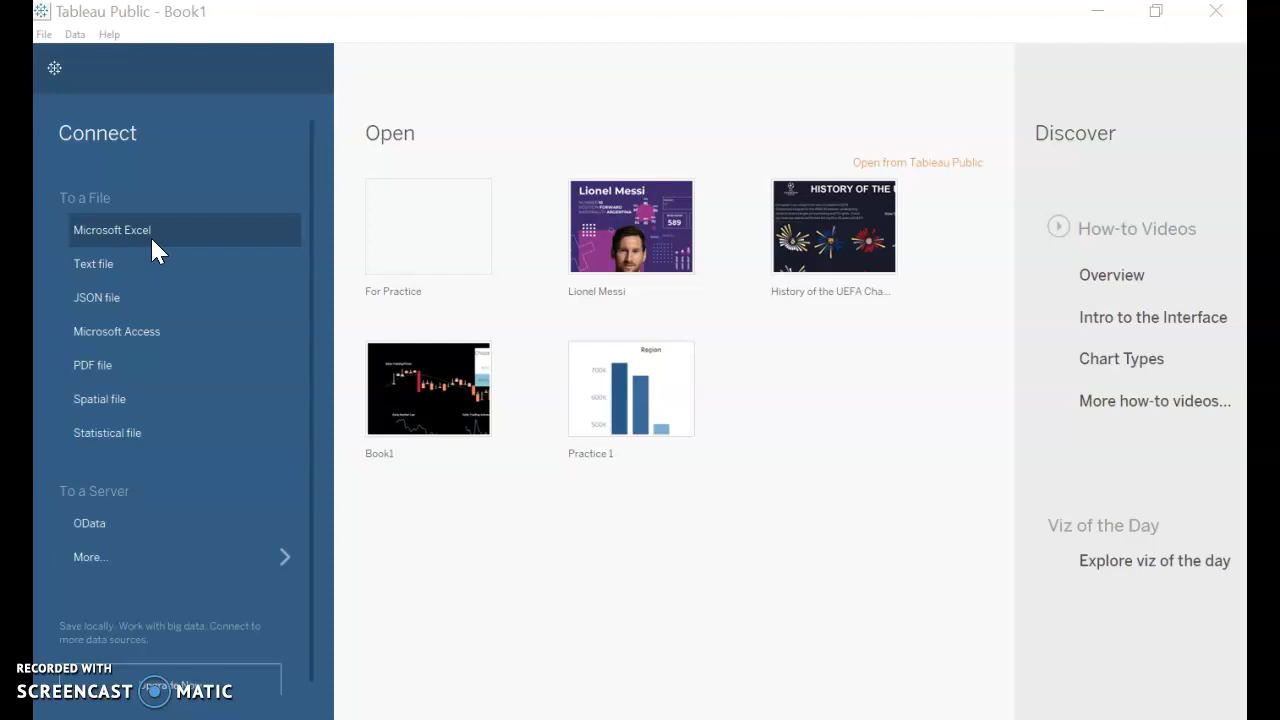 Tableau Public - Book1
File Data Help
Connect
To a File
Microsoft Excel
Text file
JSON file
Microsoft Access
PDF file
Spatial file
Statistical file
To a Server
OData
More...
Save locally. Work with big data. Connect to
more data sources.
Upgrade Now
Open
Open from Tableau Public
Lionel Messi
589
HISTORY OF THE
For Practice
Lionel Messi
History of the UEFA Cha...
Region
700K
600K
500K
Book1
Practice 1
Discover
How-to Videos
Overview
Intro to the Interface
Chart Types
More how-to videos...
Viz of the Day
Explore viz of the day
RECORDED WITH
SCREENCAST MATIC